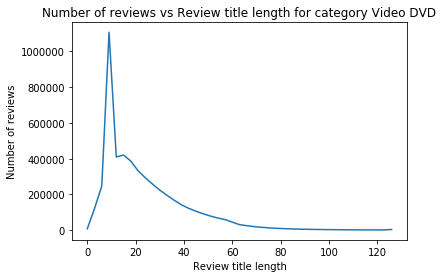 Number of reviews vs Review title length for category Video DVD
1000000
800000
600000
400000
200000
0
Number of reviews
0 20 40 60 80 100 120
Review title length